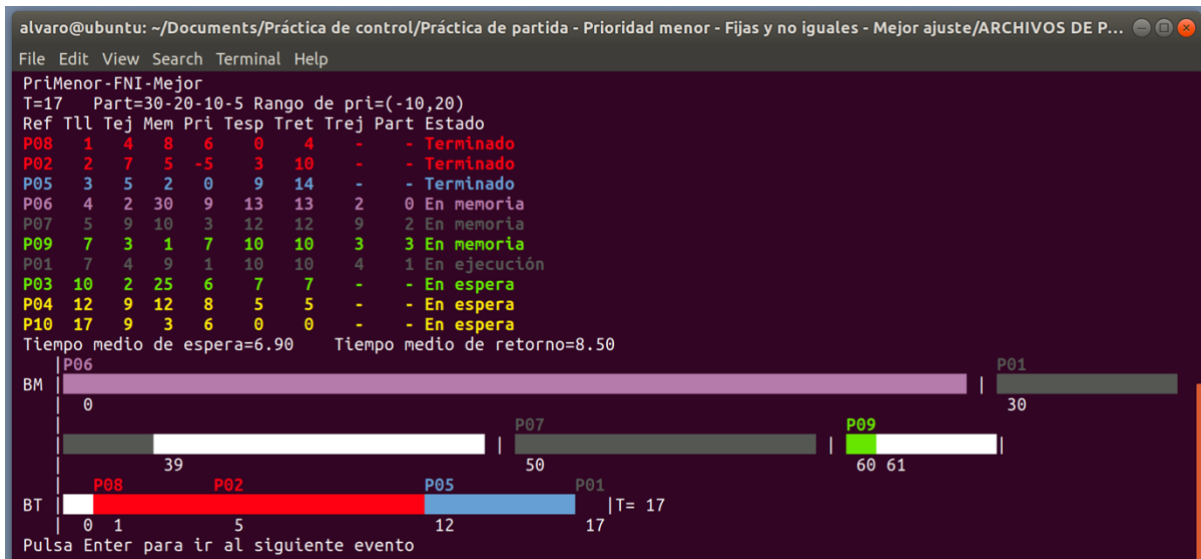 alvaro@ubuntu: ~/Documents/Práctica de control/Práctica de partida - Prioridad menor - Fijas y no iguales - Mejor ajuste/ARCHIVOS DE P...
File Edit View Search Terminal Help
PriMenor-FNI-Mejor
T=17 Part=30-20-10-5 Rango de pri=(-10,20)
Ref Tll Tej Mem Pri Tesp Tret Trej Part Estado
P08 1 4 8 6 0 4 - - Terminado
P02 2 7 5 -5 3 10 - - Terminado
P05 3 5 2 0 9 14 - - Terminado
P06 4 2 30 9 13 13 2 0 En memoria
P07 5 9 10 3 12 12 9 2 En memoria
P09 7 3 1 7 10 10 3 3 En memoria
P01 7 4 9 1 10 10 4 1 En ejecución
P03 10 2 25 6 7 7 - - En espera
P04 12 9 12 8 5 5 - - En espera
P10 17 9 3 6 0 0 - - En espera
Tiempo medio de espera=6.90 Tiempo medio de retorno=8.50
|P06 P01
BM | |
| 0 30
| P07 P09
| | | |
| 39 50 60 61
| P08 P02 P05 P01
BT | |T= 17
| 0 1 5 12 17
Pulsa Enter para ir al siguiente evento